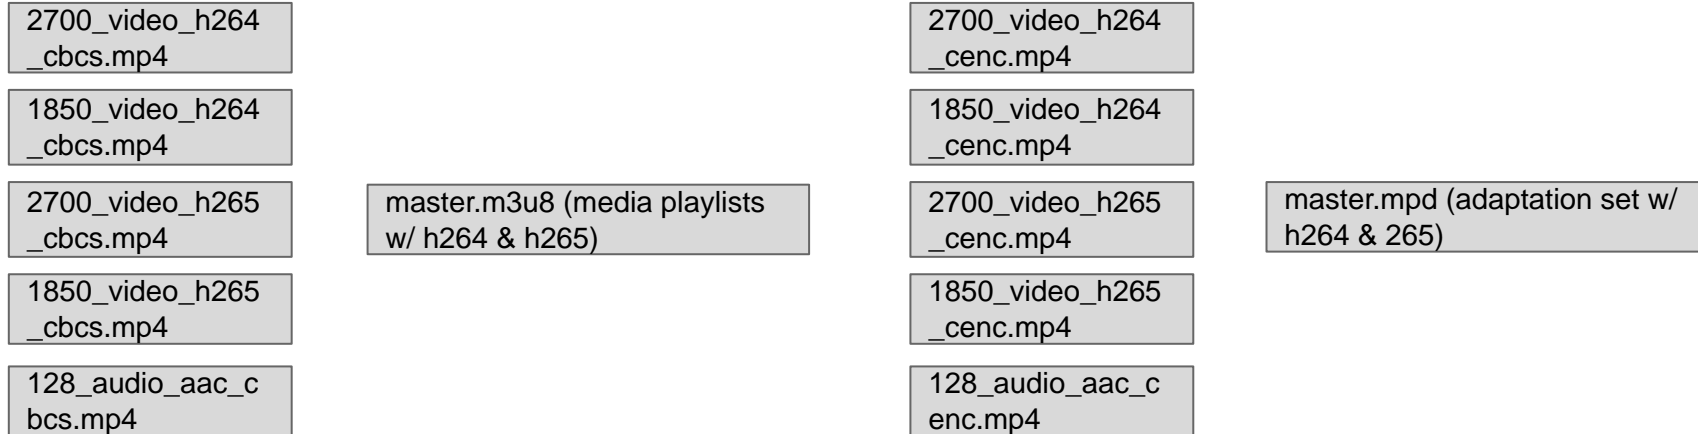 2700_video_h264
_cbcs.mp4
1850_video_h264
_cbcs.mp4
2700_video_h265
_cbcs.mp4
1850_video_h265
_cbcs.mp4
128_audio_aac_c
bcs.mp4
master.m3u8 (media playlists
w/ h264 & h265)
2700_video_h264
_cenc.mp4
1850_video_h264
_cenc.mp4
2700_video_h265
_cenc.mp4
1850_video_h265
_cenc.mp4
128_audio_aac_c
enc.mp4
master.mpd (adaptation set w/
h264 & 265)